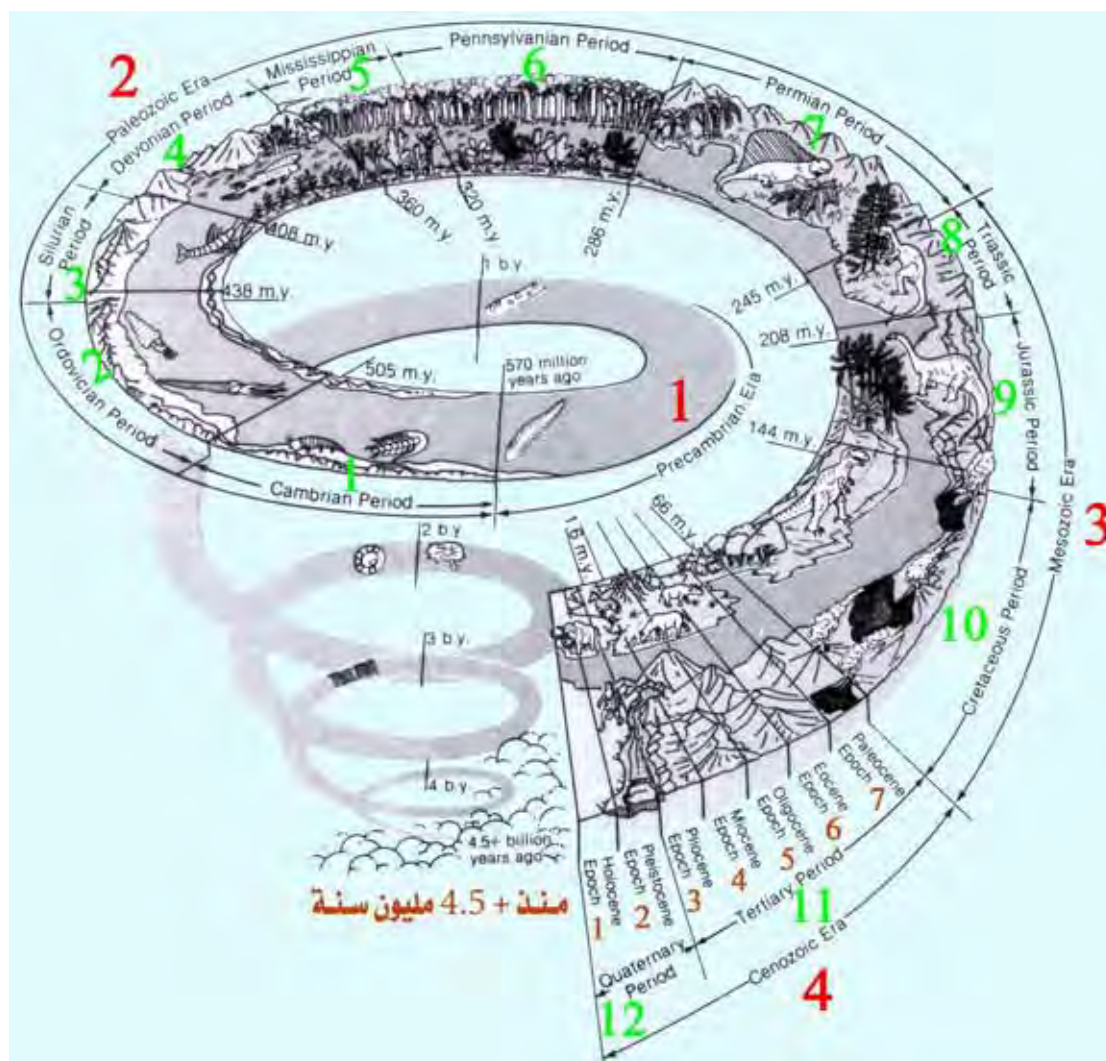 2
Paleozoic Era
Mississippian
Period
5
Pennsylvanian Period
6
Permian Period
7
Devonian Period
4
Silurian
Period
3
Ordovician Period
2
Cambrian Period
1
Precambrian Era
1
Triassic
Period
8
Jurassic Period
9
Mesozoic Era
3
Cretaceous Period
10
408 m.y.
360 m.y.
320 m.y.
286 m.y.
438 m.y.
1 b y.
245 m.y.
208 m.y.
505 m.y.
570 million
years ago
144 m.y.
66 m.y.
1.6 m.y.
2 b y
3 b y.
4 b y
4.5+ billion
years ago
منذ + 4.5 مليون سنة
Holocene
Epoch
1
Pleistocene
Epoch
2
Pliocene
Epoch
3
Miocene
Epoch
4
Oligocene
Epoch
5
Eocene
Epoch
6
Paleocene
Epoch
7
Tertiary Period
11
Quaternary
Period
12
Cenozoic Era
4